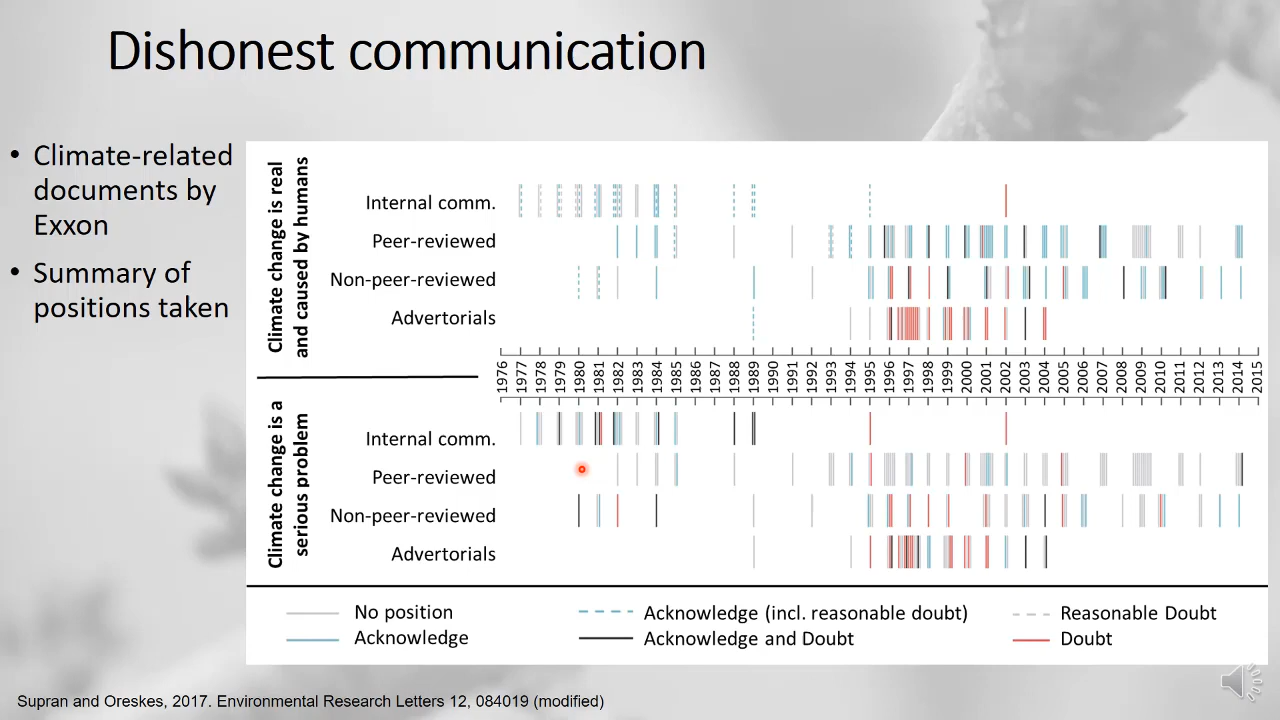 Dishonest communication
• Climate-related
documents by
Exxon
• Summary of
positions taken
Climate change is real
and caused by humans
Internal comm.
Peer-reviewed
Non-peer-reviewed
Advertorials
1976 1977 1978 1979 1980 1981 1982 1983 1984 1985 1986 1987 1988 1989 1990 1991 1992 1993 1994 1995 1996 1997 1998 1999 2000 2001 2002 2003 2004 2005 2006 2007 2008 2009 2010 2011 2012 2013 2014 2015
Climate change is a
serious problem
Internal comm.
Peer-reviewed
Non-peer-reviewed
Advertorials
No position
Acknowledge (incl. reasonable doubt)
Reasonable Doubt
Acknowledge
Acknowledge and Doubt
Doubt
Supran and Oreskes, 2017. Environmental Research Letters 12, 084019 (modified)